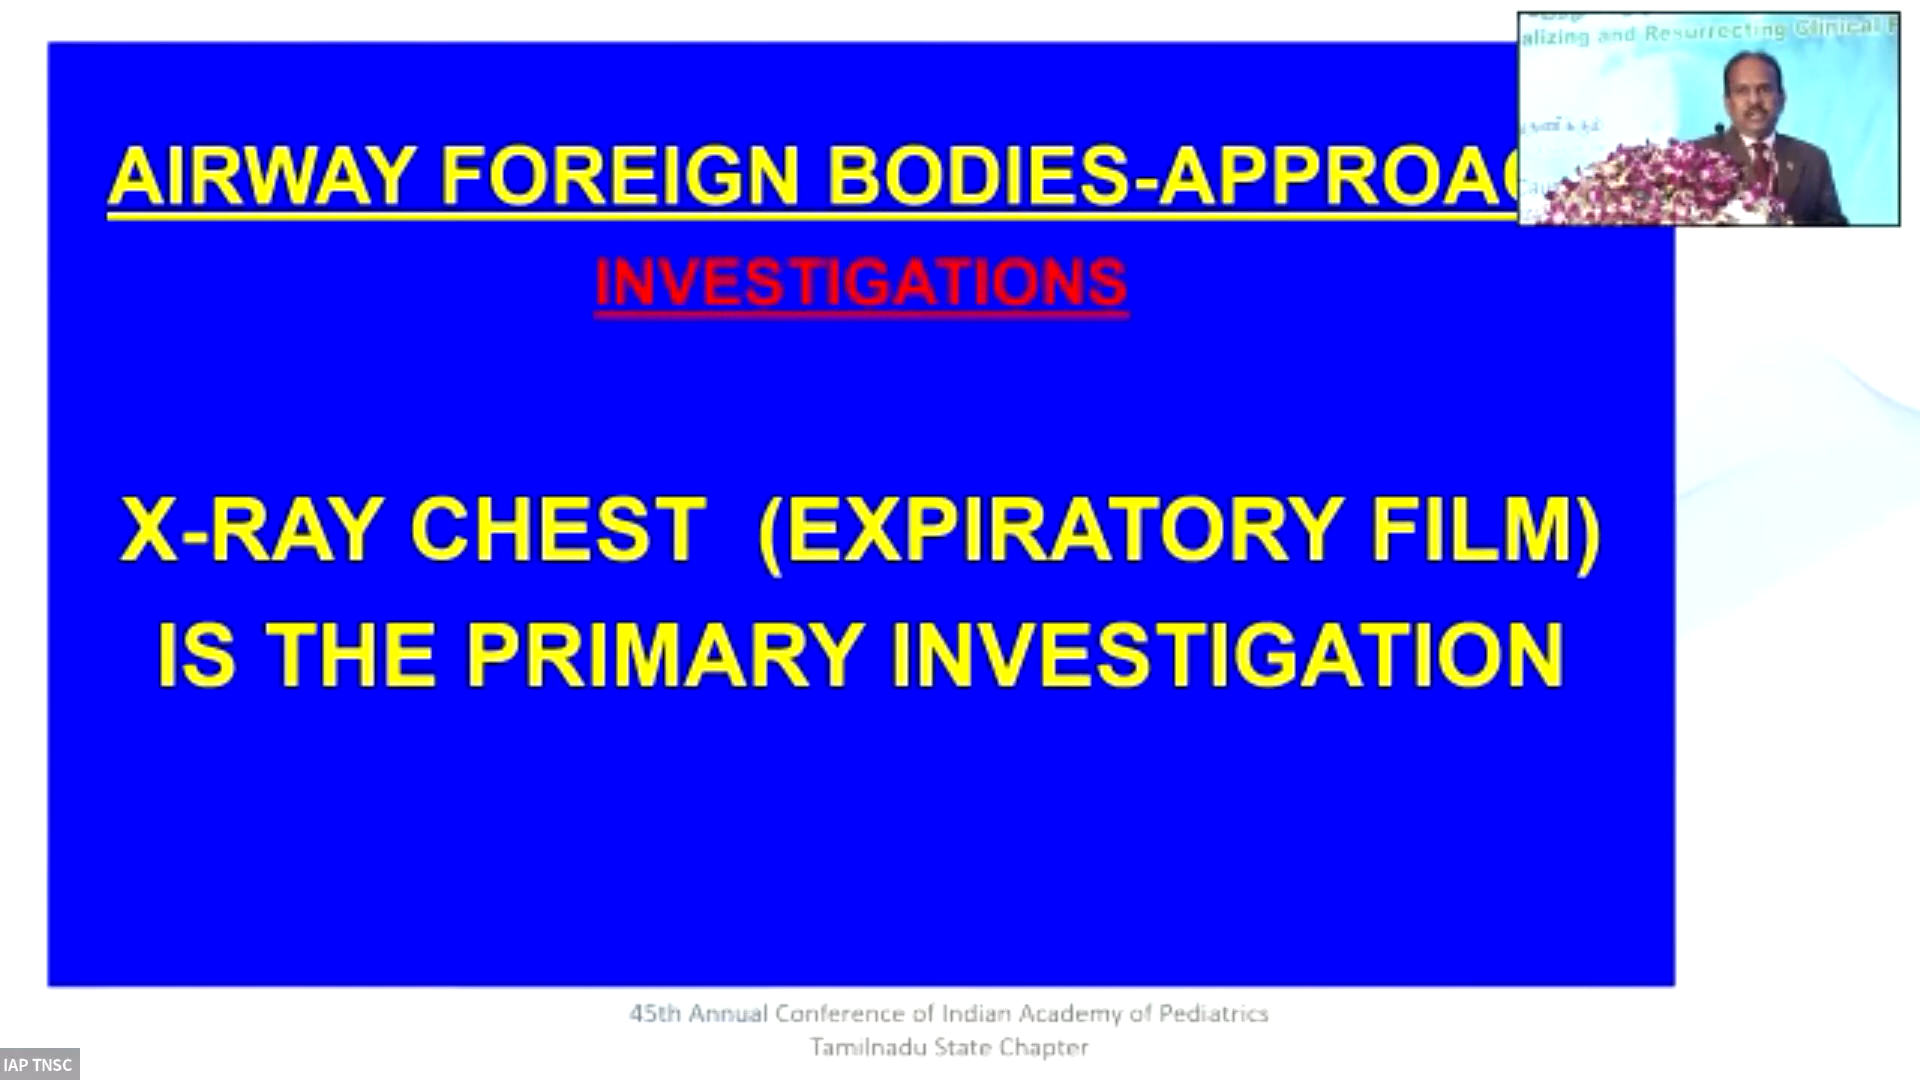 alizing and Resurrecting Clinical
AIRWAY FOREIGN BODIES-APPROAC
INVESTIGATIONS
X-RAY CHEST (EXPIRATORY FILM)
IS THE PRIMARY INVESTIGATION
45th Annual Conference of Indian Academy of Pediatrics
Tamilnadu State Chapter
IAP TNSC